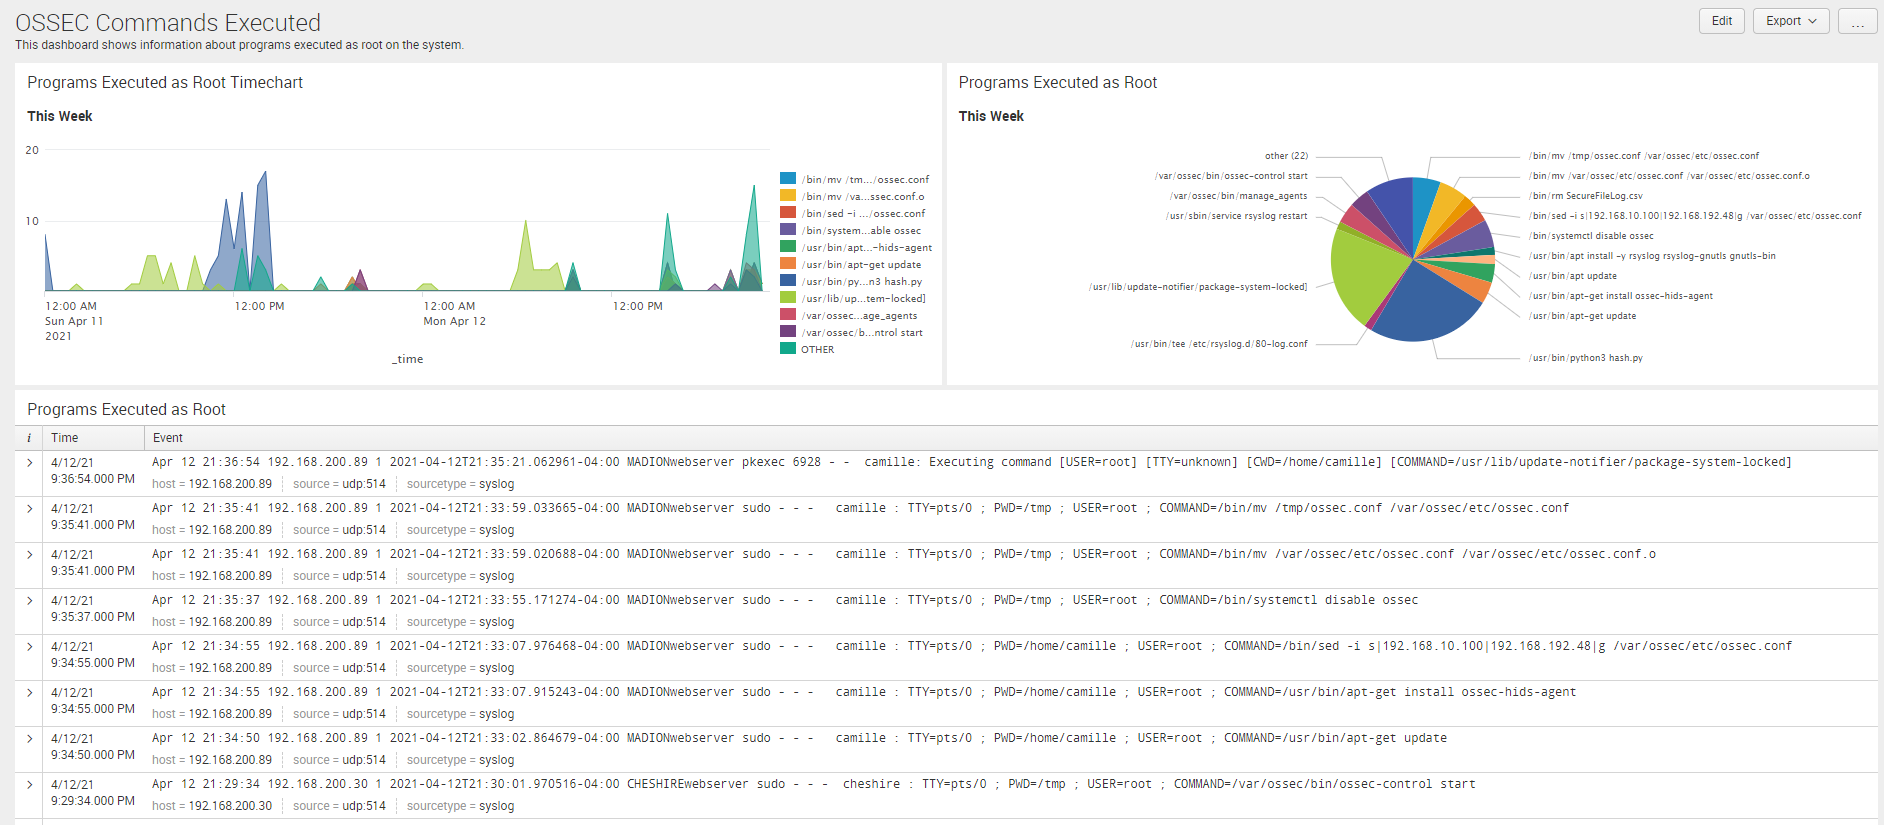 OSSEC Commands Executed
This dashboard shows information about programs executed as root on the system.
Edit
Export
...
Programs Executed as Root Timechart
This Week
20
10
12:00 AM
Sun Apr 11
2021
12:00 PM
12:00 AM
Mon Apr 12
12:00 PM
_time
/bin/mv /tm.../ossec.conf
/bin/mv /va...ssec.conf.o
/bin/sed -i .../ossec.conf
/bin/system...able ossec
/usr/bin/apt...-hids-agent
/usr/bin/apt-get update
/usr/bin/py...n3 hash.py
/usr/lib/up...tem-locked]
/var/ossec...age_agents
/var/ossec/b...ntrol start
OTHER
Programs Executed as Root
This Week
other (22)
/var/ossec/bin/ossec-control start
/var/ossec/bin/manage_agents
/usr/sbin/service rsyslog restart
/usr/lib/update-notifier/package-system-locked]
/usr/bin/tee /etc/rsyslog.d/80-log.conf
/bin/mv /tmp/ossec.conf /var/ossec/etc/ossec.conf
/bin/mv /var/ossec/etc/ossec.conf /var/ossec/etc/ossec.conf.o
/bin/rm SecureFileLog.csv
/bin/sed -i s|192.168.10.100|192.168.192.48|g /var/ossec/etc/ossec.conf
/bin/systemctl disable ossec
/usr/bin/apt install -y rsyslog rsyslog-gnutls gnutls-bin
/usr/bin/apt update
/usr/bin/apt-get install ossec-hids-agent
/usr/bin/apt-get update
/usr/bin/python3 hash.py
Programs Executed as Root
i Time Event
4/12/21 Apr 12 21:36:54 192.168.200.89 1 2021-04-12T21:35:21.062961-04:00 MADIONwebserver pkexec 6928 - - camille: Executing command [USER=root] [TTY=unknown] [CWD=/home/camille] [COMMAND=/usr/lib/update-notifier/package-system-locked]
9:36:54.000 PM host = 192.168.200.89 source = udp:514 sourcetype = syslog
4/12/21 Apr 12 21:35:41 192.168.200.89 1 2021-04-12T21:33:59.033665-04:00 MADIONwebserver sudo - - - camille : TTY=pts/0 ; PWD=/tmp ; USER=root ; COMMAND=/bin/mv /tmp/ossec.conf /var/ossec/etc/ossec.conf
9:35:41.000 PM host = 192.168.200.89 source = udp:514 sourcetype = syslog
4/12/21 Apr 12 21:35:41 192.168.200.89 1 2021-04-12T21:33:59.020688-04:00 MADIONwebserver sudo - - - camille : TTY=pts/0 ; PWD=/tmp ; USER=root ; COMMAND=/bin/mv /var/ossec/etc/ossec.conf /var/ossec/etc/ossec.conf.o
9:35:41.000 PM host = 192.168.200.89 source = udp:514 sourcetype = syslog
4/12/21 Apr 12 21:35:37 192.168.200.89 1 2021-04-12T21:33:55.171274-04:00 MADIONwebserver sudo - - - camille : TTY=pts/0 ; PWD=/tmp ; USER=root ; COMMAND=/bin/systemctl disable ossec
9:35:37.000 PM host = 192.168.200.89 source = udp:514 sourcetype = syslog
4/12/21 Apr 12 21:34:55 192.168.200.89 1 2021-04-12T21:33:07.976468-04:00 MADIONwebserver sudo - - - camille : TTY=pts/0 ; PWD=/home/camille ; USER=root ; COMMAND=/bin/sed -i s|192.168.10.100|192.168.192.48|g /var/ossec/etc/ossec.conf
9:34:55.000 PM host = 192.168.200.89 source = udp:514 sourcetype = syslog
4/12/21 Apr 12 21:34:55 192.168.200.89 1 2021-04-12T21:33:07.915243-04:00 MADIONwebserver sudo - - - camille : TTY=pts/0 ; PWD=/home/camille ; USER=root ; COMMAND=/usr/bin/apt-get install ossec-hids-agent
9:34:55.000 PM host = 192.168.200.89 source = udp:514 sourcetype = syslog
4/12/21 Apr 12 21:34:50 192.168.200.89 1 2021-04-12T21:33:02.864679-04:00 MADIONwebserver sudo - - - camille : TTY=pts/0 ; PWD=/home/camille ; USER=root ; COMMAND=/usr/bin/apt-get update
9:34:50.000 PM host = 192.168.200.89 source = udp:514 sourcetype = syslog
4/12/21 Apr 12 21:29:34 192.168.200.30 1 2021-04-12T21:30:01.970516-04:00 CHESHIREwebserver sudo - - - cheshire : TTY=pts/0 ; PWD=/tmp ; USER=root ; COMMAND=/var/ossec/bin/ossec-control start
9:29:34.000 PM host = 192.168.200.30 source = udp:514 sourcetype = syslog